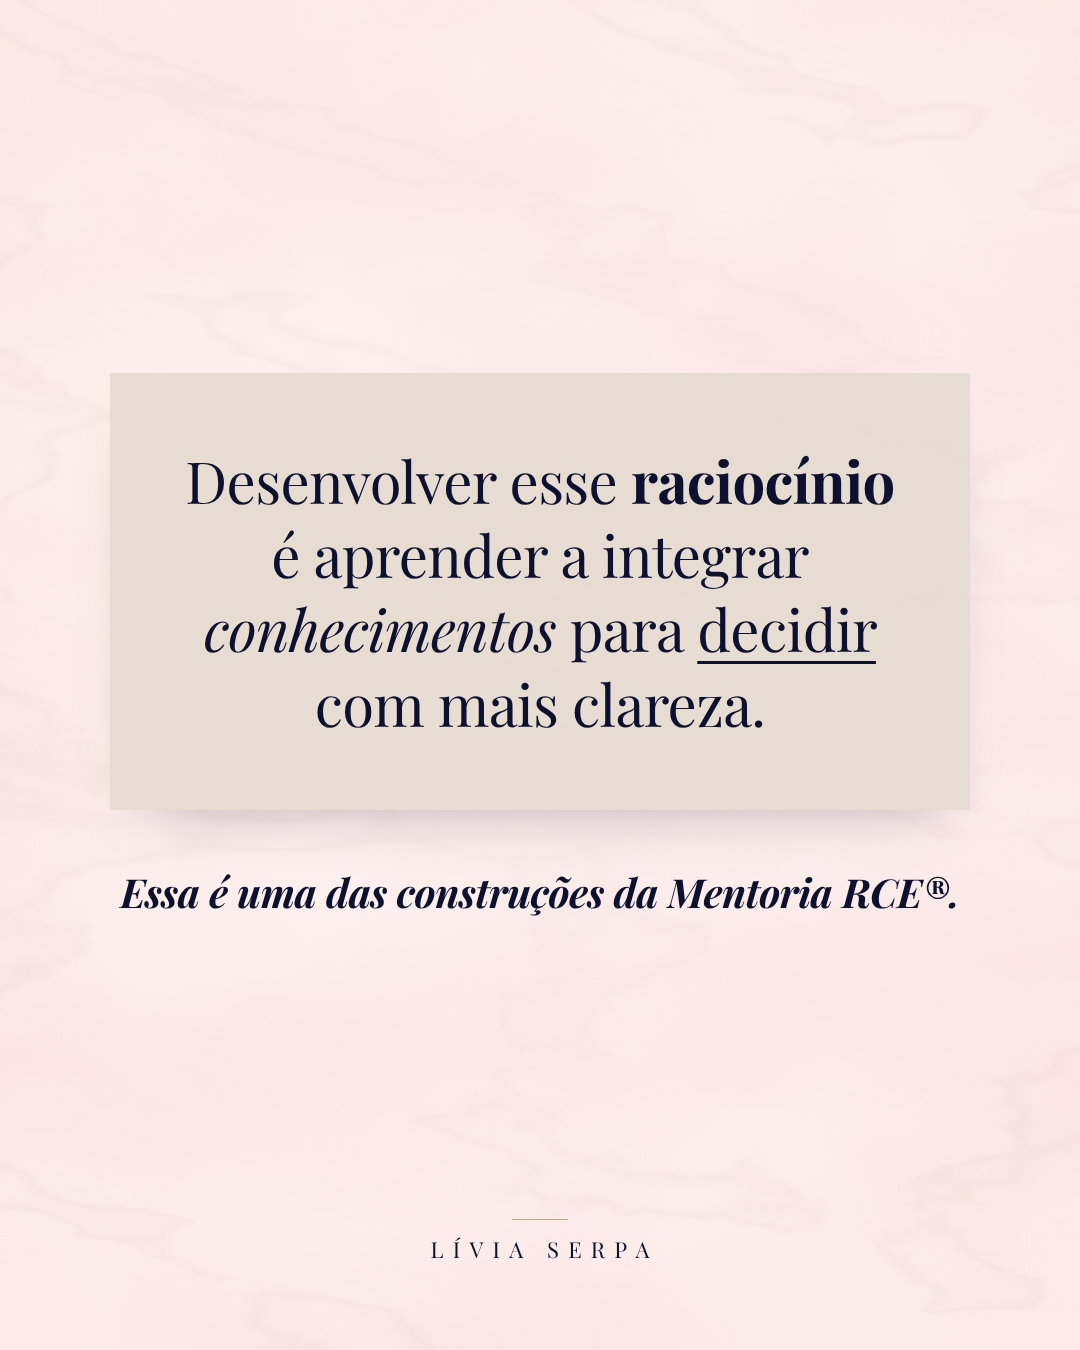 Desenvolver esse raciocínio
é aprender a integrar
conhecimentos para decidir
com mais clareza.
Essa é uma das construções da Mentoria RCE®.
LÍVIA SERPA